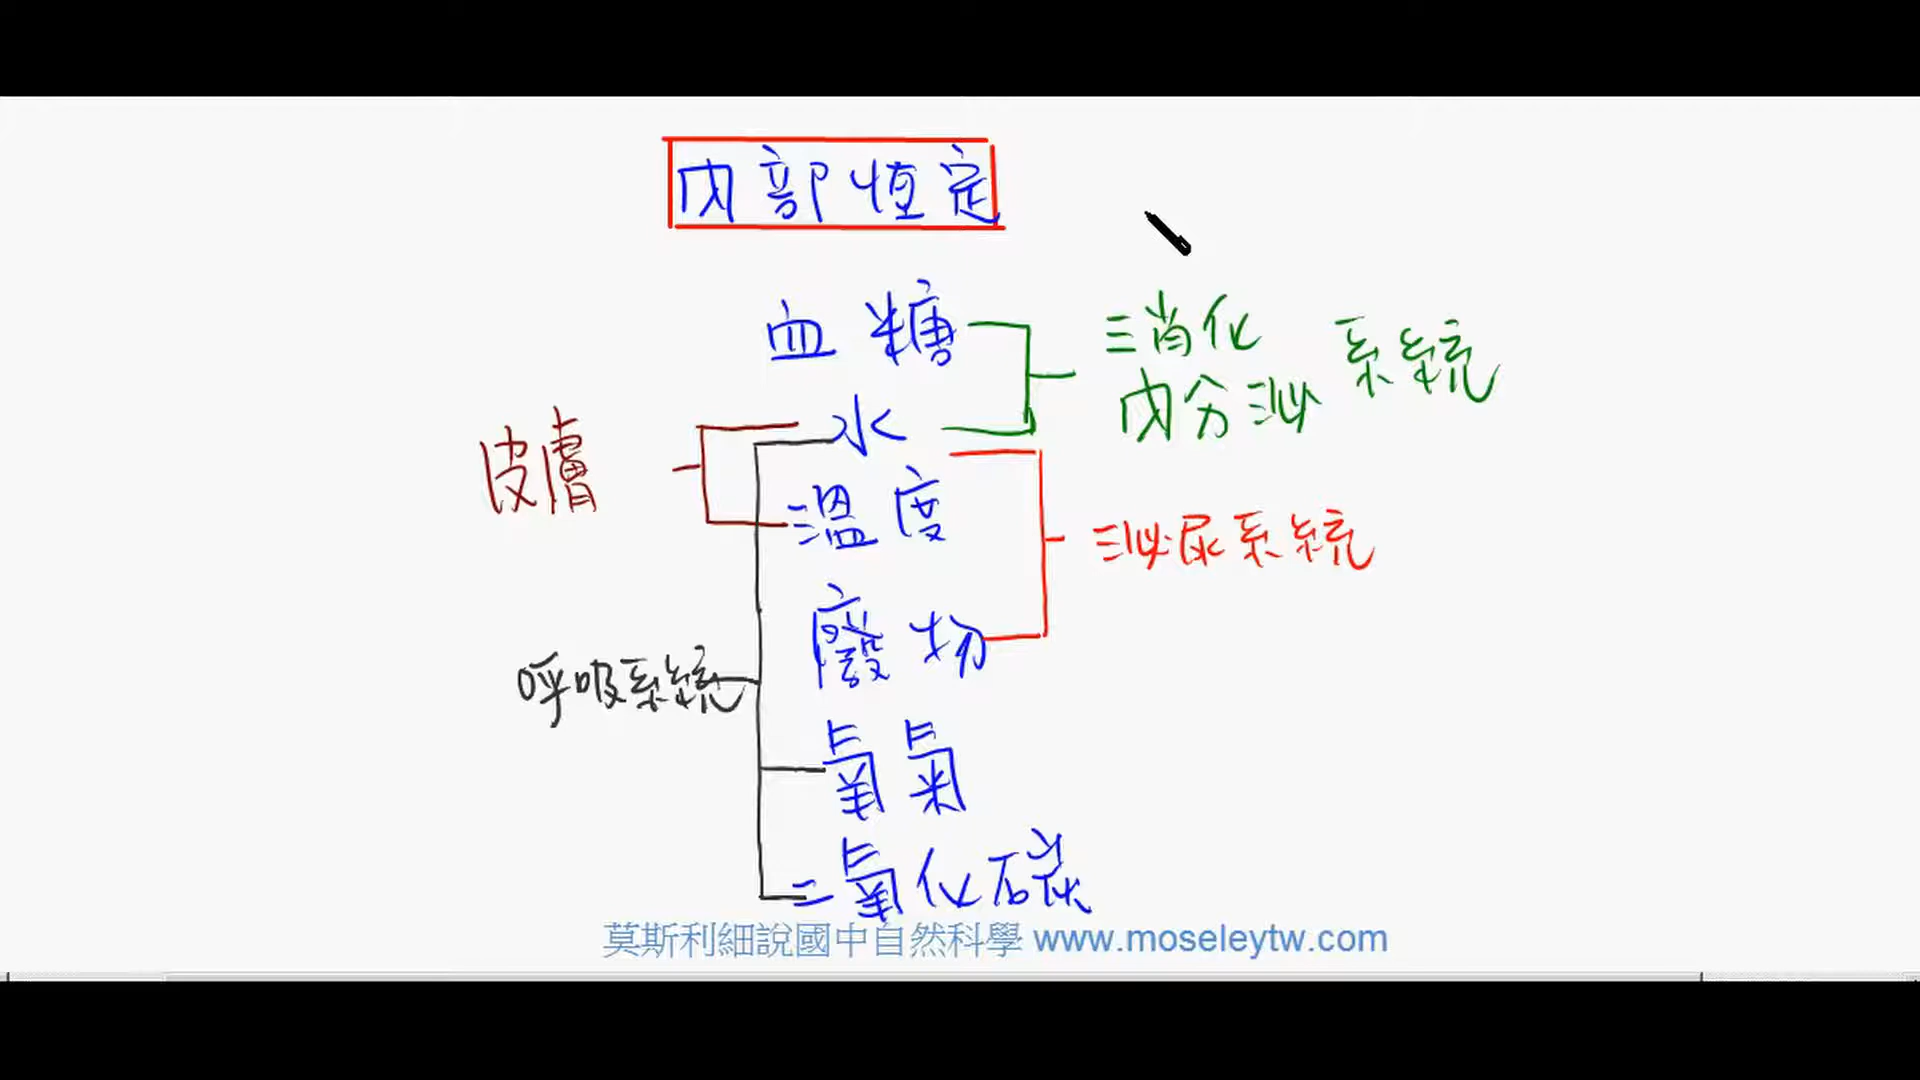 內部恆定
血糖
消化
內分泌
系統
水
皮膚
溫度
泌尿系統
廢物
呼吸系統
氧氣
二氧化碳
莫斯利細說國中自然科學 www.moseleytw.com